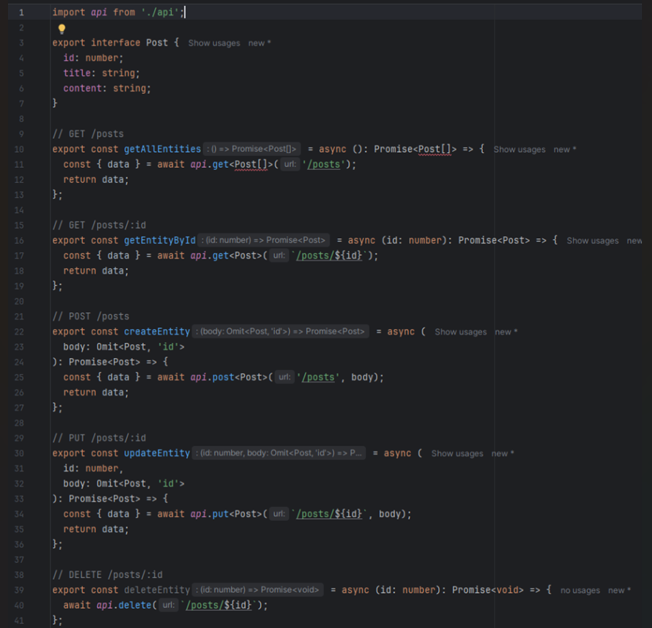 1 import api from './api';
2
3 export interface Post { Show usages new *
4 id: number;
5 title: string;
6 content: string;
7 }
8
9 // GET /posts
10 export const getAllEntities : () => Promise<Post[]> = async (): Promise<Post[]> => { Show usages new *
11 const { data } = await api.get<Post[]>( url: '/posts');
12 return data;
13 };
14
15 // GET /posts/:id
16 export const getEntityById : (id: number) => Promise<Post> = async (id: number): Promise<Post> => { Show usages new
17 const { data } = await api.get<Post>( url: `/posts/${id}`);
18 return data;
19 };
20
21 // POST /posts
22 export const createEntity : (body: Omit<Post, 'id'>) => Promise<Post> = async ( Show usages new *
23 body: Omit<Post, 'id'>
24 ): Promise<Post> => {
25 const { data } = await api.post<Post>( url: '/posts', body);
26 return data;
27 };
28
29 // PUT /posts/:id
30 export const updateEntity : (id: number, body: Omit<Post, 'id'>) => P... = async ( Show usages new *
31 id: number,
32 body: Omit<Post, 'id'>
33 ): Promise<Post> => {
34 const { data } = await api.put<Post>( url: `/posts/${id}`, body);
35 return data;
36 };
37
38 // DELETE /posts/:id
39 export const deleteEntity : (id: number) => Promise<void> = async (id: number): Promise<void> => { no usages new *
40 await api.delete( url: `/posts/${id}`);
41 };